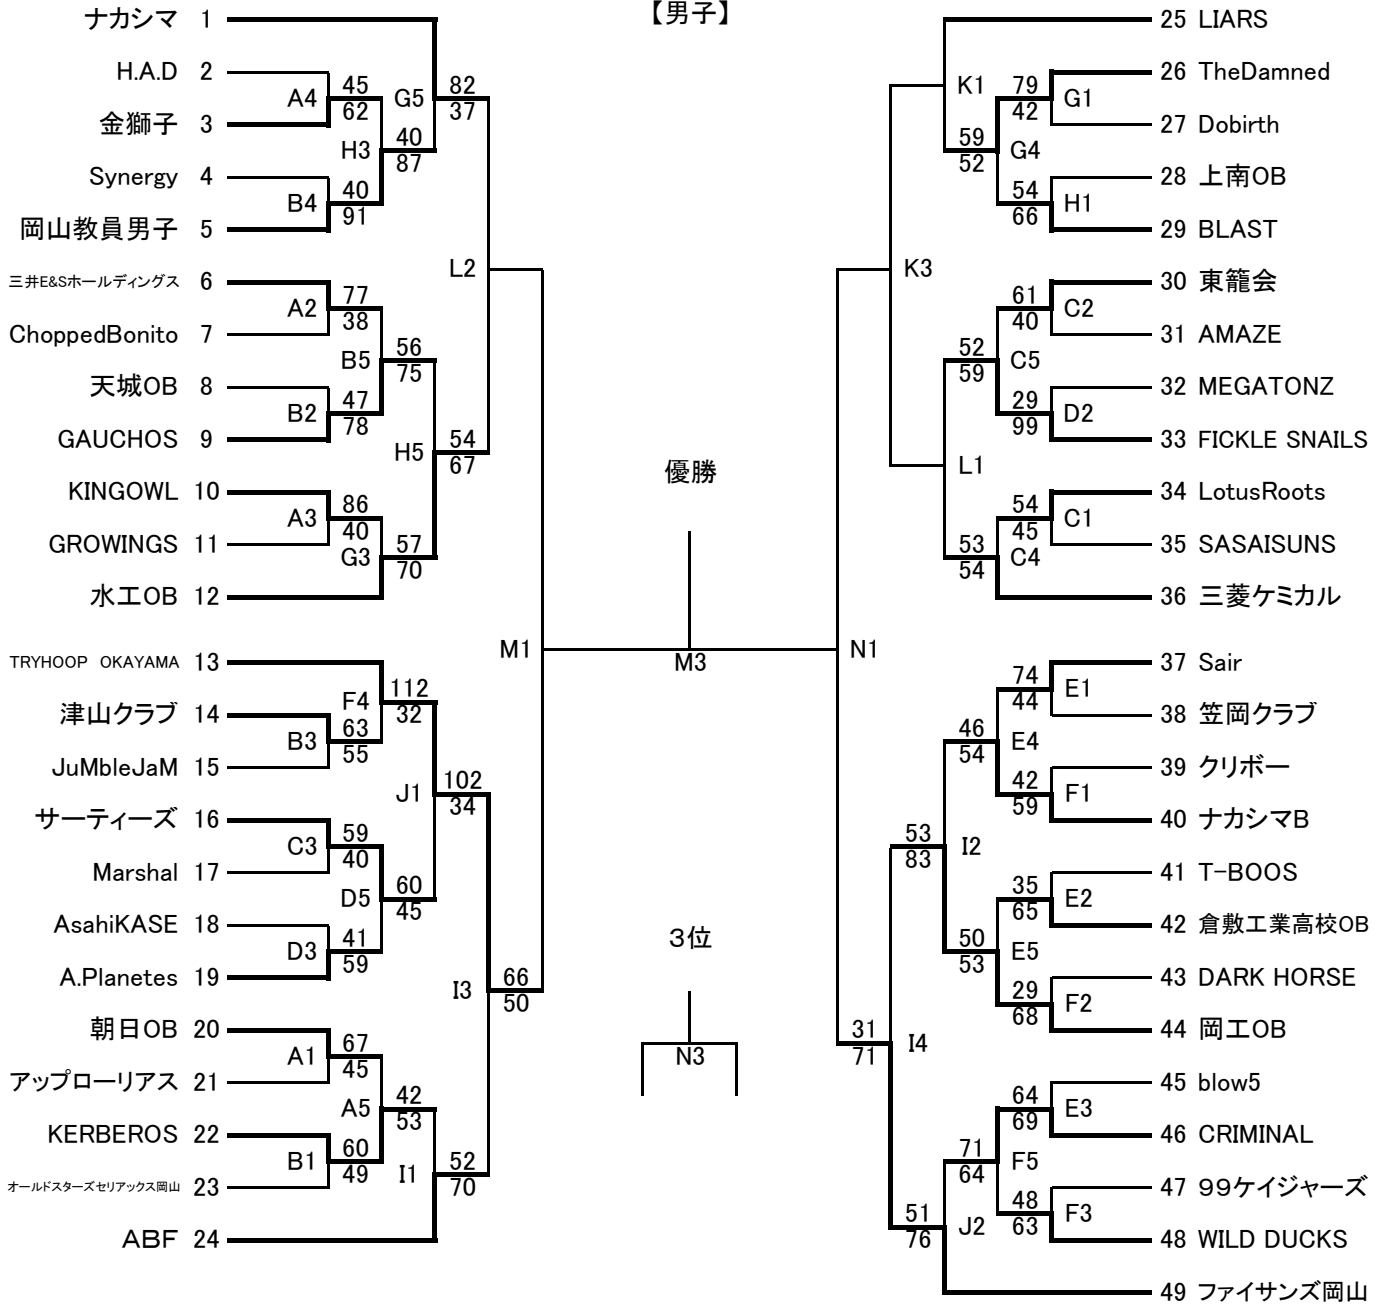 【男子】
ナカシマ 1
H.A.D 2
金獅子 3
Synergy 4
岡山教員男子 5
三井E&Sホールディングス 6
ChoppedBonito 7
天城OB 8
GAUCHOS 9
KINGOWL 10
GROWINGS 11
水工OB 12
TRYHOOP OKAYAMA 13
津山クラブ 14
JuMbleJaM 15
サーティーズ 16
Marshal 17
AsahiKASE 18
A.Planetes 19
朝日OB 20
アップローリアス 21
KERBEROS 22
オールドスターズセリアックス岡山 23
ABF 24
A4
45
62
B4
40
91
A2
77
38
B2
47
78
A3
86
40
B3
63
55
C3
59
40
D3
41
59
A1
67
45
B1
60
49
H3
40
87
B5
56
75
G3
57
70
F4
112
32
D5
60
45
A5
42
53
G5
82
37
H5
54
67
J1
102
34
I1
52
70
L2
I3
66
50
M1
優勝
M3
3位
N3
N1
K3
I4
31
71
K1
L1
I2
53
83
J2
51
76
G4
59
52
C5
52
59
C4
53
54
E4
46
54
E5
50
53
F5
71
64
G1
79
42
H1
54
66
C2
61
40
D2
29
99
C1
54
45
E1
74
44
F1
42
59
E2
35
65
F2
29
68
E3
64
69
F3
48
63
25 LIARS
26 TheDamned
27 Dobirth
28 上南OB
29 BLAST
30 東籠会
31 AMAZE
32 MEGATONZ
33 FICKLE SNAILS
34 LotusRoots
35 SASAISUNS
36 三菱ケミカル
37 Sair
38 笠岡クラブ
39 クリボー
40 ナカシマB
41 T-BOOS
42 倉敷工業高校OB
43 DARK HORSE
44 岡工OB
45 blow5
46 CRIMINAL
47 99ケイジャーズ
48 WILD DUCKS
49 ファイサンズ岡山